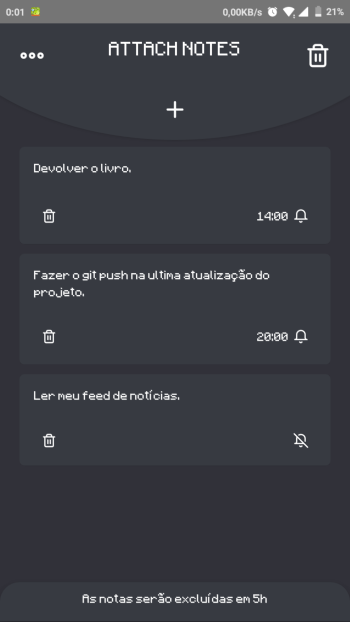 0:01 0,00KB/s 21%
ATTACH NOTES
Devolver o livro.
14:00
Fazer o git push na ultima atualização do
projeto.
20:00
Ler meu feed de notícias.
As notas serão excluídas em 5h